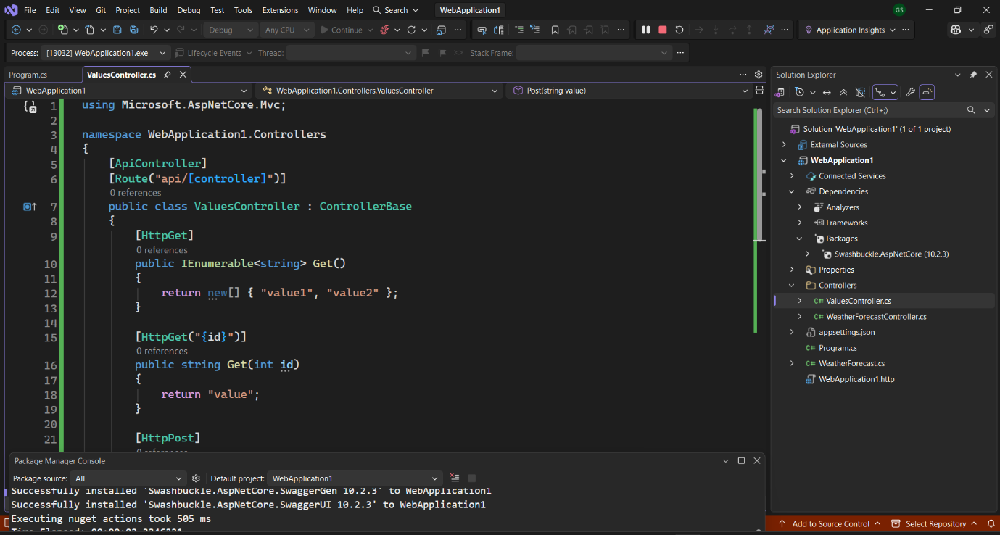 File Edit View Git Project Build Debug Test Tools Extensions Window Help Search WebApplication1 GS
Debug Any CPU Continue Application Insights
Process: [13032] WebApplication1.exe Lifecycle Events Thread: Stack Frame:
Program.cs ValuesController.cs
WebApplication1 WebApplication1.Controllers.ValuesController Post(string value)
1 using Microsoft.AspNetCore.Mvc;
2
3 namespace WebApplication1.Controllers
4 {
5 [ApiController]
6 [Route("api/[controller]")]
0 references
7 public class ValuesController : ControllerBase
8 {
9 [HttpGet]
0 references
10 public IEnumerable<string> Get()
11 {
12 return new[] { "value1", "value2" };
13 }
14
15 [HttpGet("{id}")]
0 references
16 public string Get(int id)
17 {
18 return "value";
19 }
20
21 [HttpPost]
0 references
Package Manager Console
Package source: All Default project: WebApplication1
Successfully installed 'Swashbuckle.AspNetCore.SwaggerGen 10.2.3' to WebApplication1
Successfully installed 'Swashbuckle.AspNetCore.SwaggerUI 10.2.3' to WebApplication1
Executing nuget actions took 505 ms
Solution Explorer
Search Solution Explorer (Ctrl+;)
Solution 'WebApplication1' (1 of 1 project)
External Sources
WebApplication1
Connected Services
Dependencies
Analyzers
Frameworks
Packages
Swashbuckle.AspNetCore (10.2.3)
Properties
Controllers
C# ValuesController.cs
C# WeatherForecastController.cs
appsettings.json
C# Program.cs
C# WeatherForecast.cs
WebApplication1.http
Add to Source Control Select Repository